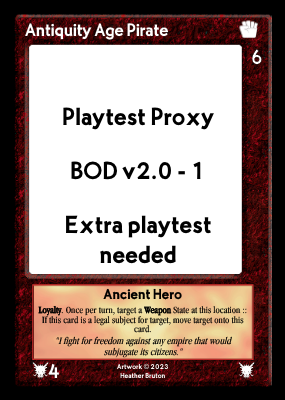 Antiquity Age Pirate
6
Playtest Proxy
BOD v2.0 - 1
Extra playtest
needed
Ancient Hero
Loyalty. Once per turn, target a Weapon State at this location ::
If this card is a legal subject for target, move target onto this
card.
"I fight for freedom against any empire that would
subjugate its citizens."
4
Artwork © 2023
Heather Bruton